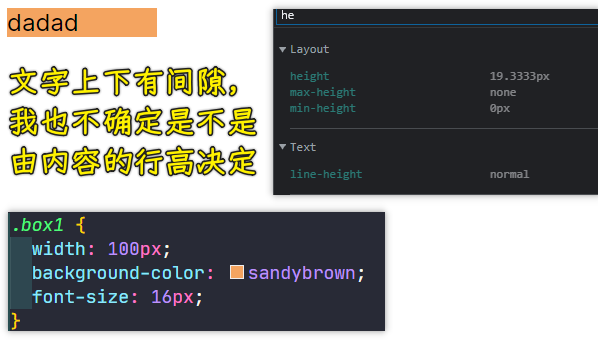 dadad
文字上下有间隙，
我也不确定是不是
由内容的行高决定
he
Layout
height 19.3333px
max-height none
min-height 0px
Text
line-height normal
.box1 {
width: 100px;
background-color: sandybrown;
font-size: 16px;
}